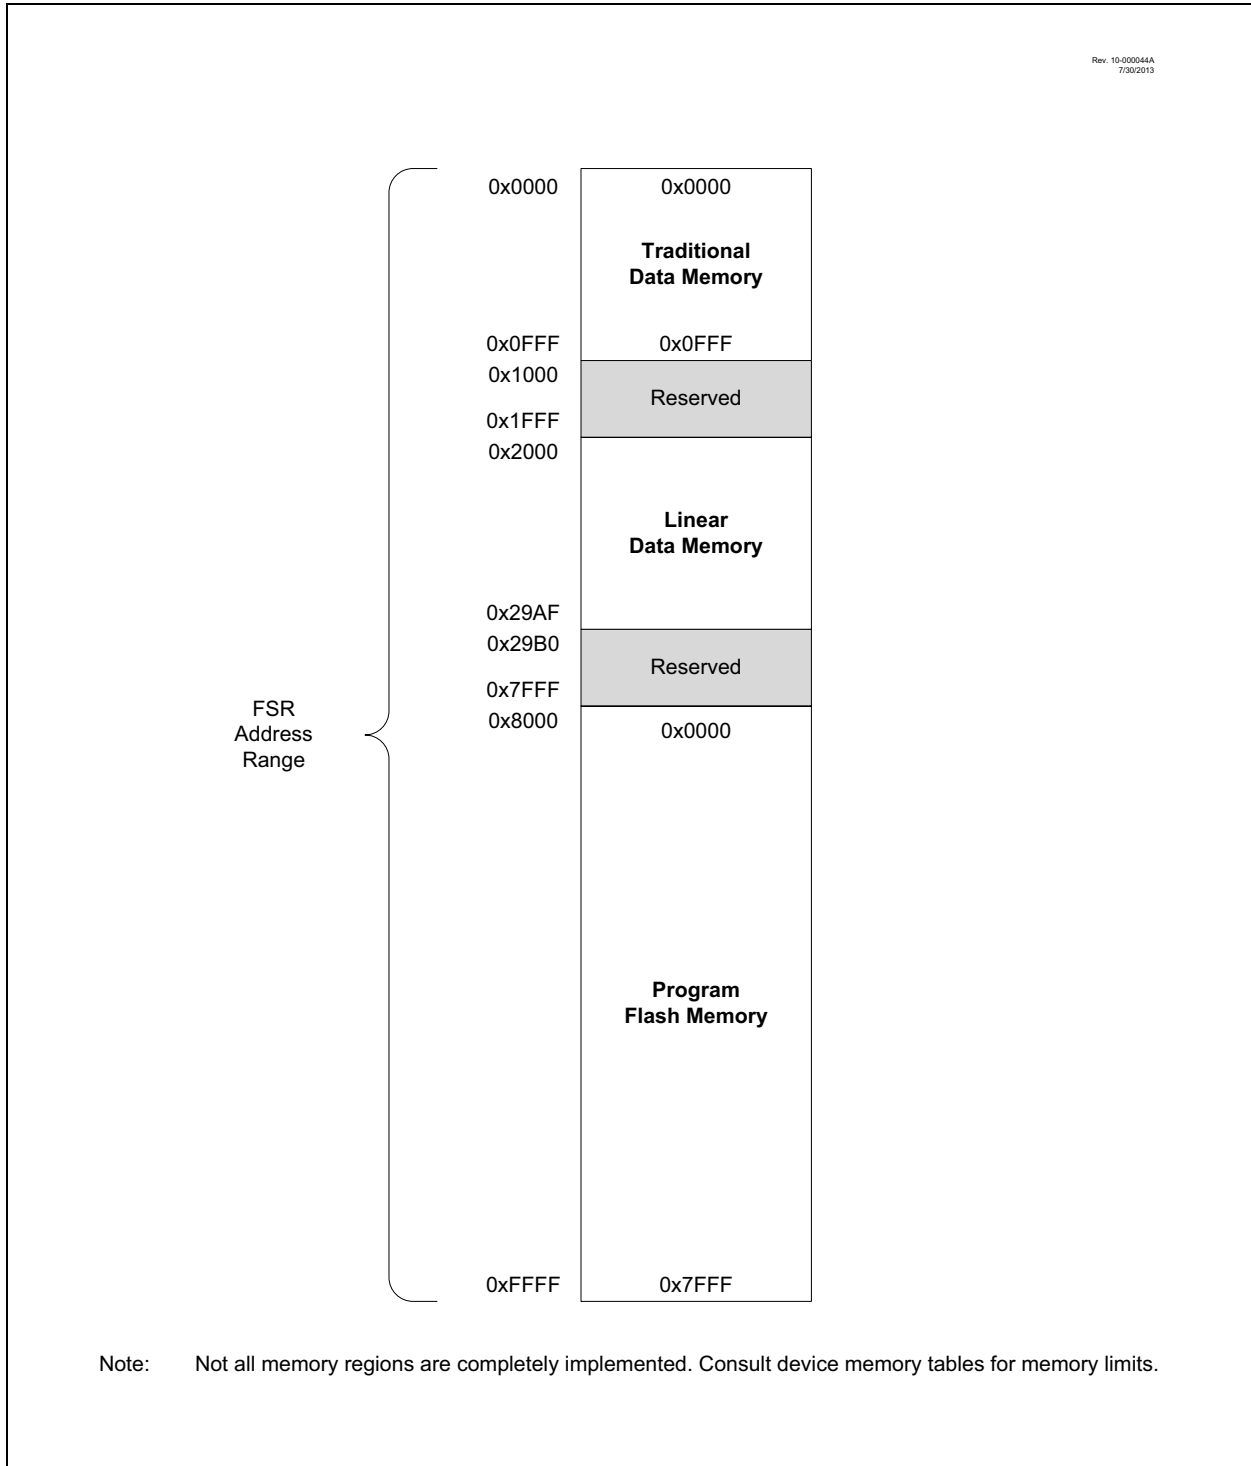 Rev. 10-000044A
7/30/2013
0x0000 0x0000
Traditional
Data Memory
0x0FFF 0x0FFF
0x1000
Reserved
0x1FFF
0x2000
Linear
Data Memory
0x29AF
0x29B0
Reserved
0x7FFF
FSR
Address
Range
0x8000 0x0000
Program
Flash Memory
0xFFFF 0x7FFF
Note: Not all memory regions are completely implemented. Consult device memory tables for memory limits.